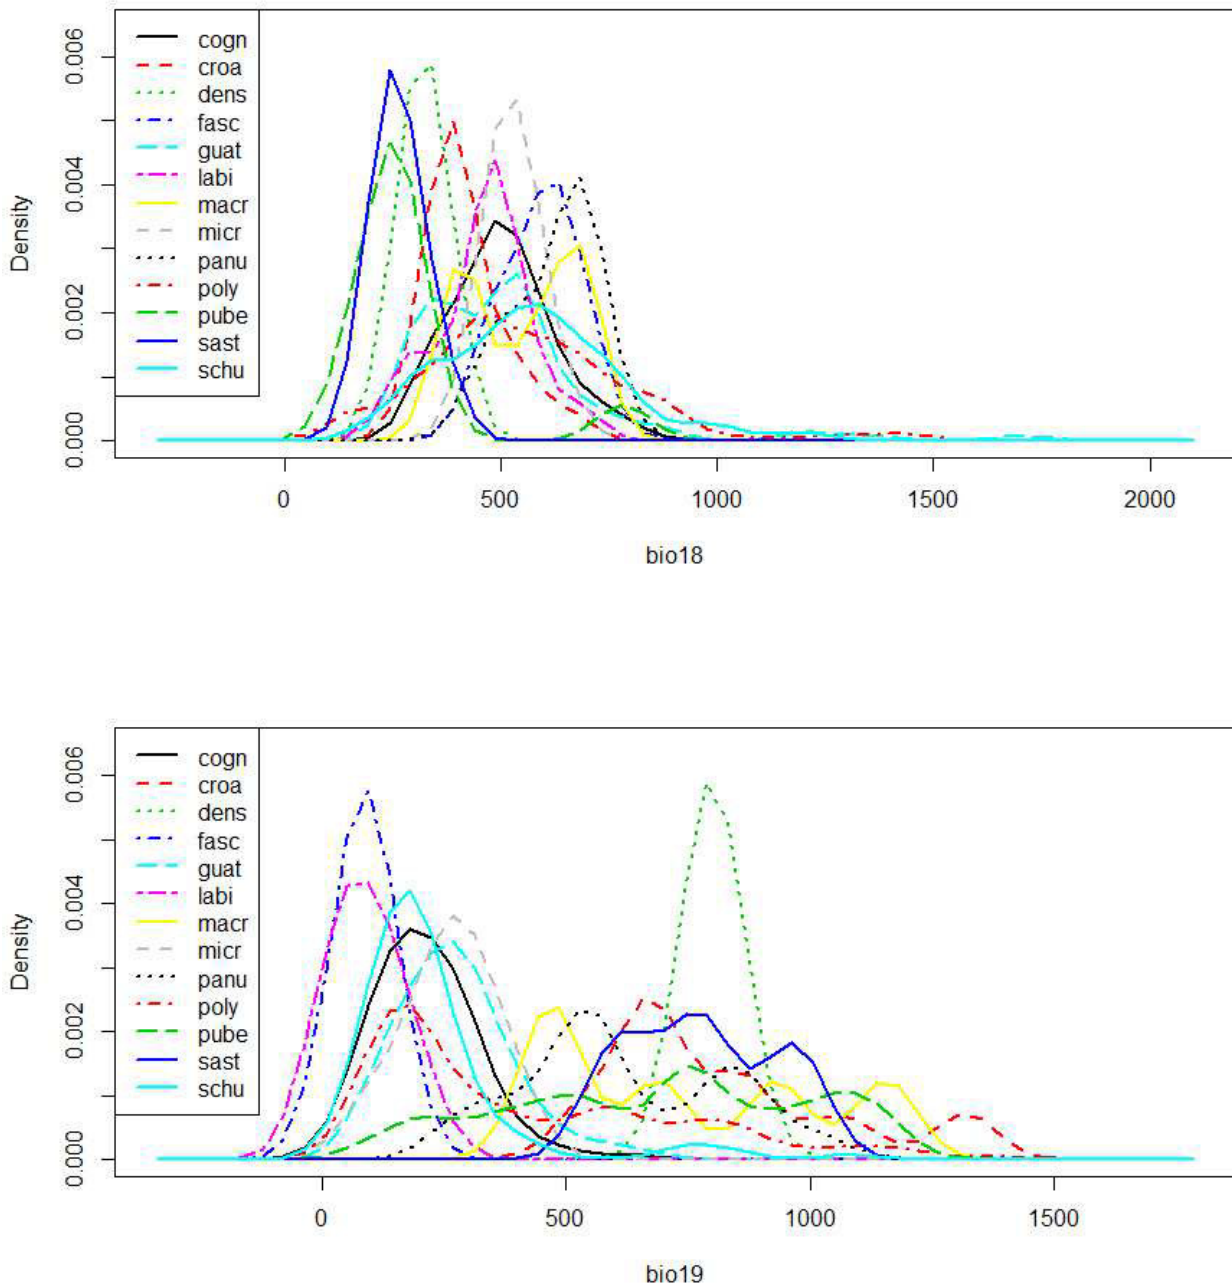 cogn
croa
dens
fasc
guat
labi
macr
micr
panu
poly
pube
sast
schu
Density
0.000
0.002
0.004
0.006
0
500
1000
1500
2000
bio18
cogn
croa
dens
fasc
guat
labi
macr
micr
panu
poly
pube
sast
schu
Density
0.000
0.002
0.004
0.006
0
500
1000
1500
bio19